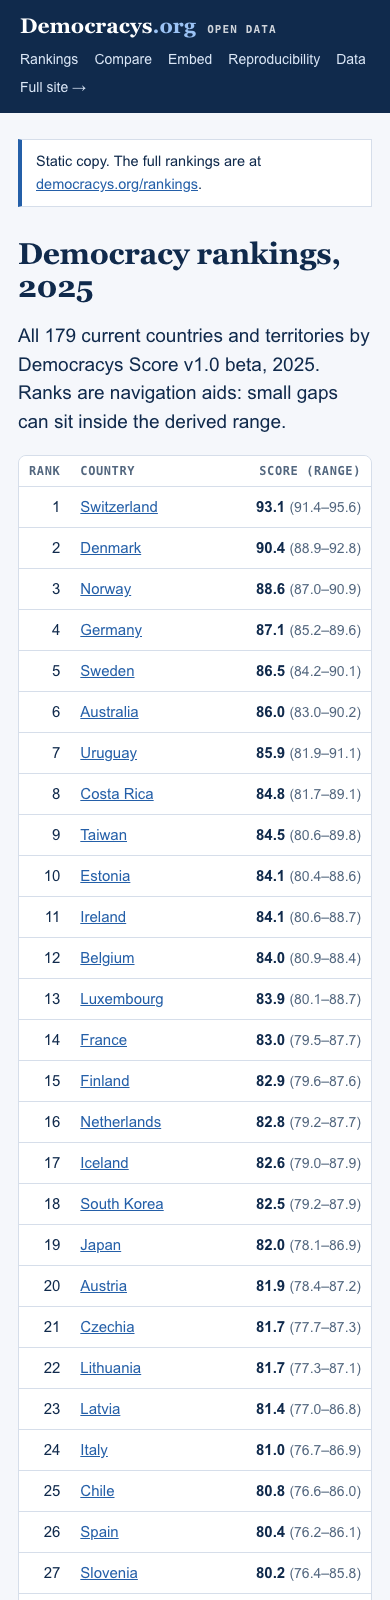 Democracys.org OPEN DATA
Rankings Compare Embed Reproducibility Data
Full site →
Static copy. The full rankings are at
democracys.org/rankings.
Democracy rankings,
2025
All 179 current countries and territories by
Democracys Score v1.0 beta, 2025.
Ranks are navigation aids: small gaps
can sit inside the derived range.
RANK COUNTRY SCORE (RANGE)
1 Switzerland 93.1 (91.4–95.6)
2 Denmark 90.4 (88.9–92.8)
3 Norway 88.6 (87.0–90.9)
4 Germany 87.1 (85.2–89.6)
5 Sweden 86.5 (84.2–90.1)
6 Australia 86.0 (83.0–90.2)
7 Uruguay 85.9 (81.9–91.1)
8 Costa Rica 84.8 (81.7–89.1)
9 Taiwan 84.5 (80.6–89.8)
10 Estonia 84.1 (80.4–88.6)
11 Ireland 84.1 (80.6–88.7)
12 Belgium 84.0 (80.9–88.4)
13 Luxembourg 83.9 (80.1–88.7)
14 France 83.0 (79.5–87.7)
15 Finland 82.9 (79.6–87.6)
16 Netherlands 82.8 (79.2–87.7)
17 Iceland 82.6 (79.0–87.9)
18 South Korea 82.5 (79.2–87.9)
19 Japan 82.0 (78.1–86.9)
20 Austria 81.9 (78.4–87.2)
21 Czechia 81.7 (77.7–87.3)
22 Lithuania 81.7 (77.3–87.1)
23 Latvia 81.4 (77.0–86.8)
24 Italy 81.0 (76.7–86.9)
25 Chile 80.8 (76.6–86.0)
26 Spain 80.4 (76.2–86.1)
27 Slovenia 80.2 (76.4–85.8)